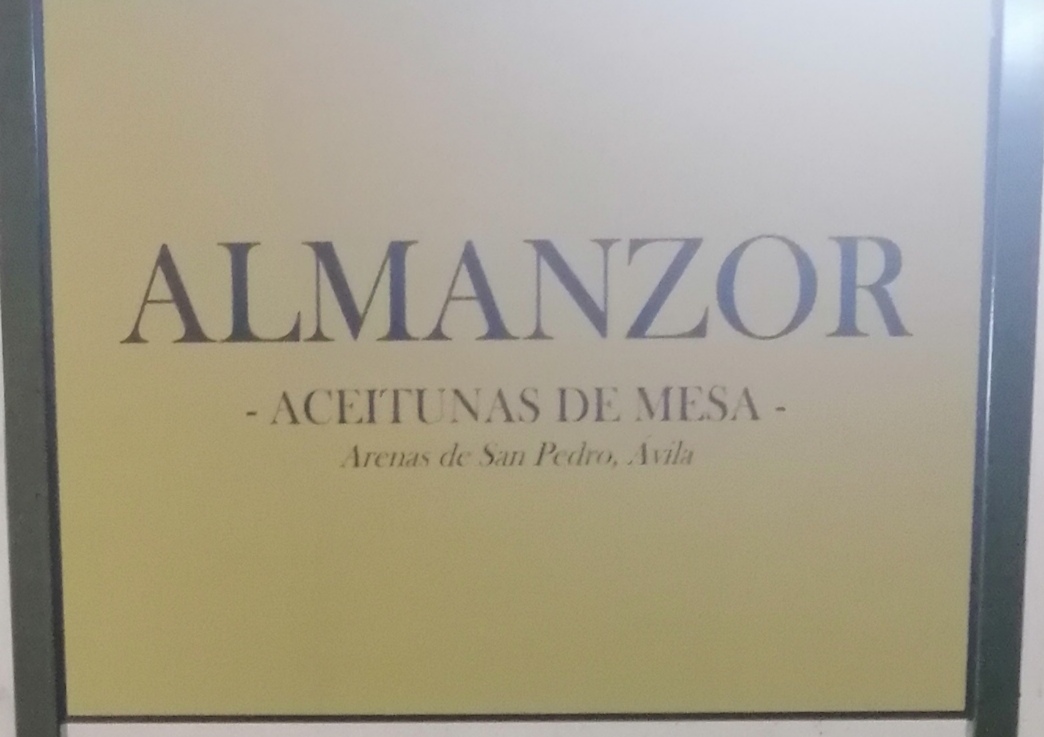 ALMANZOR
- ACEITUNAS DE MESA -
Arenas de San Pedro, Ávila